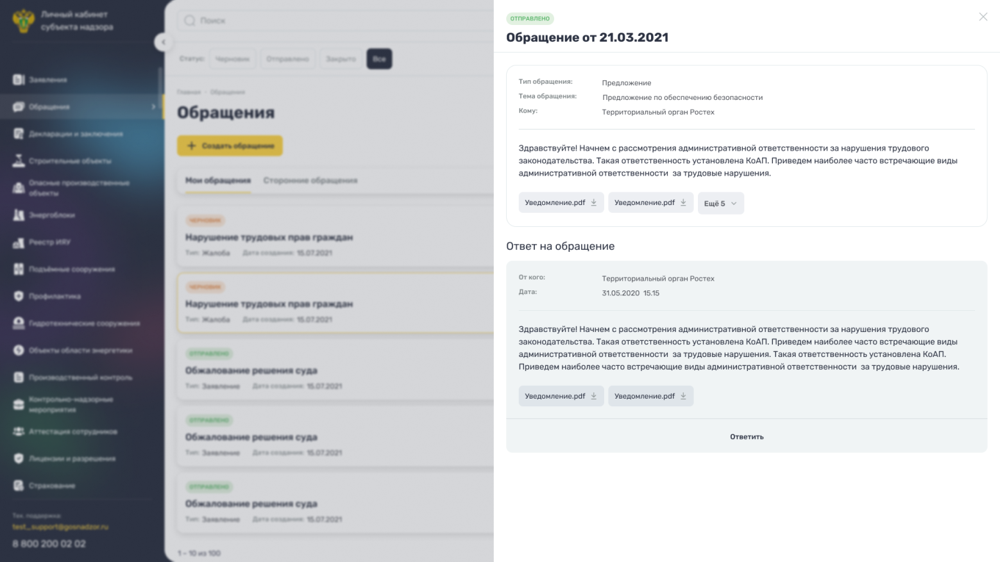 Личный кабинет
субъекта надзора
Заявления
Обращения
Декларации и заключения
Строительные объекты
Опасные производственные
объекты
Энергоблоки
Реестр ИЯУ
Подъёмные сооружения
Профилактика
Гидротехнические сооружения
Объекты области энергетики
Производственный контроль
Контрольно-надзорные
мероприятия
Аттестация сотрудников
Лицензии и разрешения
Страхование
Тех. поддержка:
test_support@gosnadzor.ru
8 800 200 02 02
Поиск
Статус: Черновик Отправлено Закрыто Все
Главная - Обращения
Обращения
Создать обращение
Мои обращения Сторонние обращения
ЧЕРНОВИК
Нарушение трудовых прав граждан
Тип: Жалоба Дата создания: 15.07.2021
ЧЕРНОВИК
Нарушение трудовых прав граждан
Тип: Жалоба Дата создания: 15.07.2021
ОТПРАВЛЕНО
Обжалование решения суда
Тип: Заявление Дата создания: 15.07.2021
ОТПРАВЛЕНО
Обжалование решения суда
Тип: Заявление Дата создания: 15.07.2021
ОТПРАВЛЕНО
Обжалование решения суда
Тип: Заявление Дата создания: 15.07.2021
1 – 10 из 100
ОТПРАВЛЕНО
Обращение от 21.03.2021
Тип обращения: Предложение
Тема обращения: Предложение по обеспечению безопасности
Кому: Территориальный орган Ростех
Здравствуйте! Начнем с рассмотрения административной ответственности за нарушения трудового
законодательства. Такая ответственность установлена КоАП. Приведем наиболее часто встречающие виды
административной ответственности за трудовые нарушения.
Уведомление.pdf Уведомление.pdf Ещё 5
Ответ на обращение
От кого: Территориальный орган Ростех
Дата: 31.05.2020 15.15
Здравствуйте! Начнем с рассмотрения административной ответственности за нарушения трудового
законодательства. Такая ответственность установлена КоАП. Приведем наиболее часто встречающие виды
административной ответственности за трудовые нарушения. Такая ответственность установлена КоАП.
Приведем наиболее часто встречающие виды административной ответственности за трудовые нарушения.
Уведомление.pdf Уведомление.pdf
Ответить